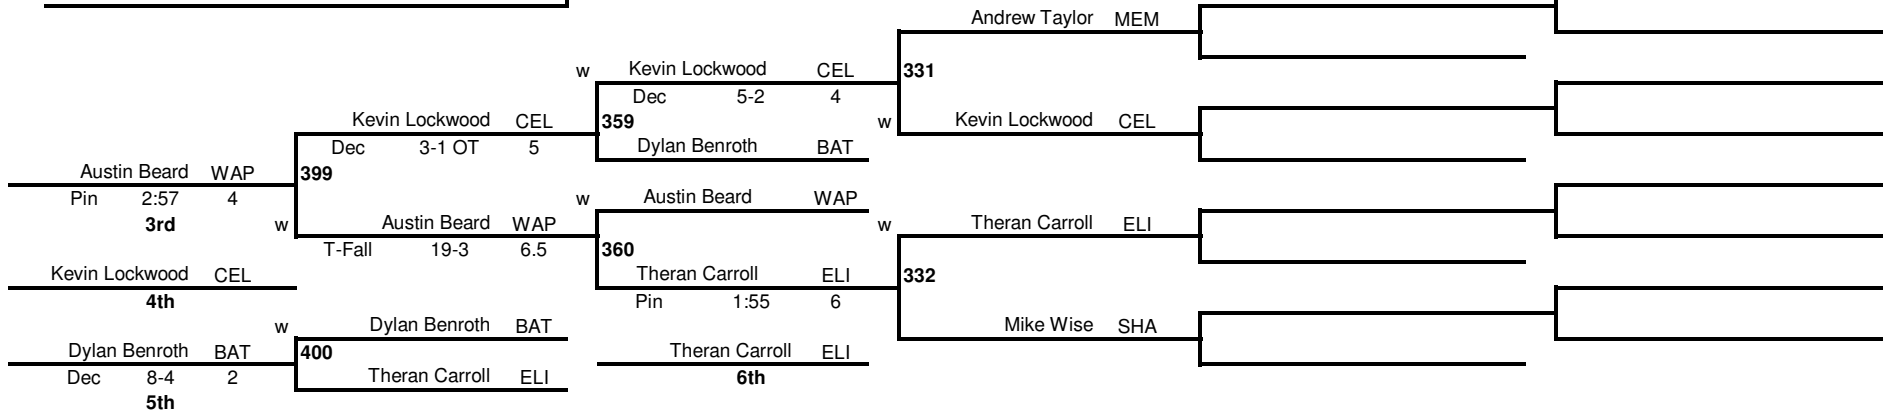 Andrew Taylor MEM
w Kevin Lockwood CEL 331
Dec 5-2 4
Kevin Lockwood CEL 359 w Kevin Lockwood CEL
Dec 3-1 OT 5 Dylan Benroth BAT
Austin Beard WAP 399
Pin 2:57 4 w Austin Beard WAP
3rd w Austin Beard WAP w Theran Carroll ELI
T-Fall 19-3 6.5 360
Kevin Lockwood CEL Theran Carroll ELI 332
4th Pin 1:55 6
w Dylan Benroth BAT Mike Wise SHA
Dylan Benroth BAT 400 Theran Carroll ELI
Dec 8-4 2 Theran Carroll ELI 6th
5th